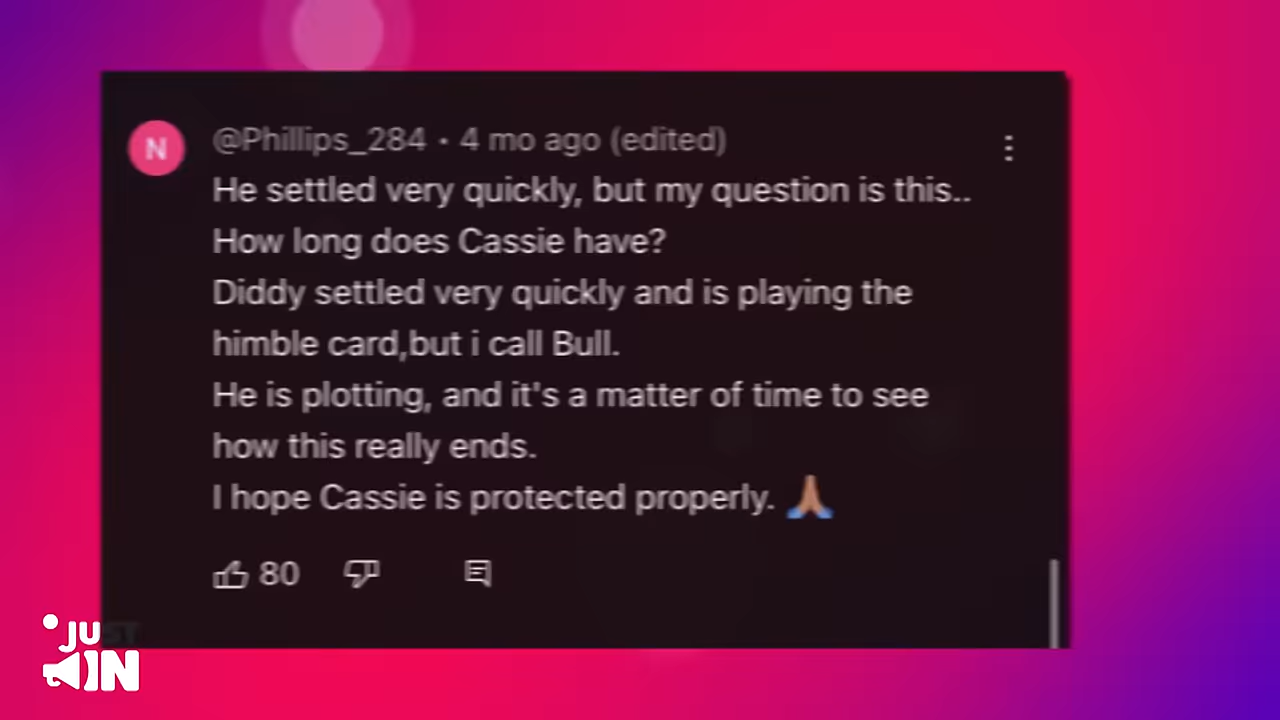 N
@Phillips_284 • 4 mo ago (edited)
He settled very quickly, but my question is this..
How long does Cassie have?
Diddy settled very quickly and is playing the
himble card,but i call Bull.
He is plotting, and it's a matter of time to see
how this really ends.
I hope Cassie is protected properly. 🙏🏽
80
JUST
IN